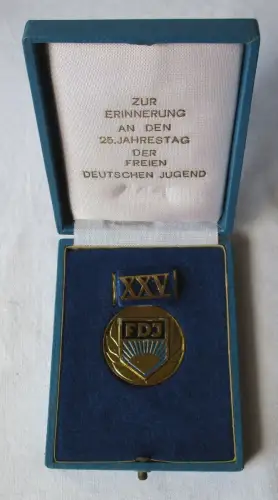 ZUR
ERINNERUNG
AN DEN
25. JAHRESTAG
DER
FREIEN
DEUTSCHEN JUGEND
XXV
FDJ